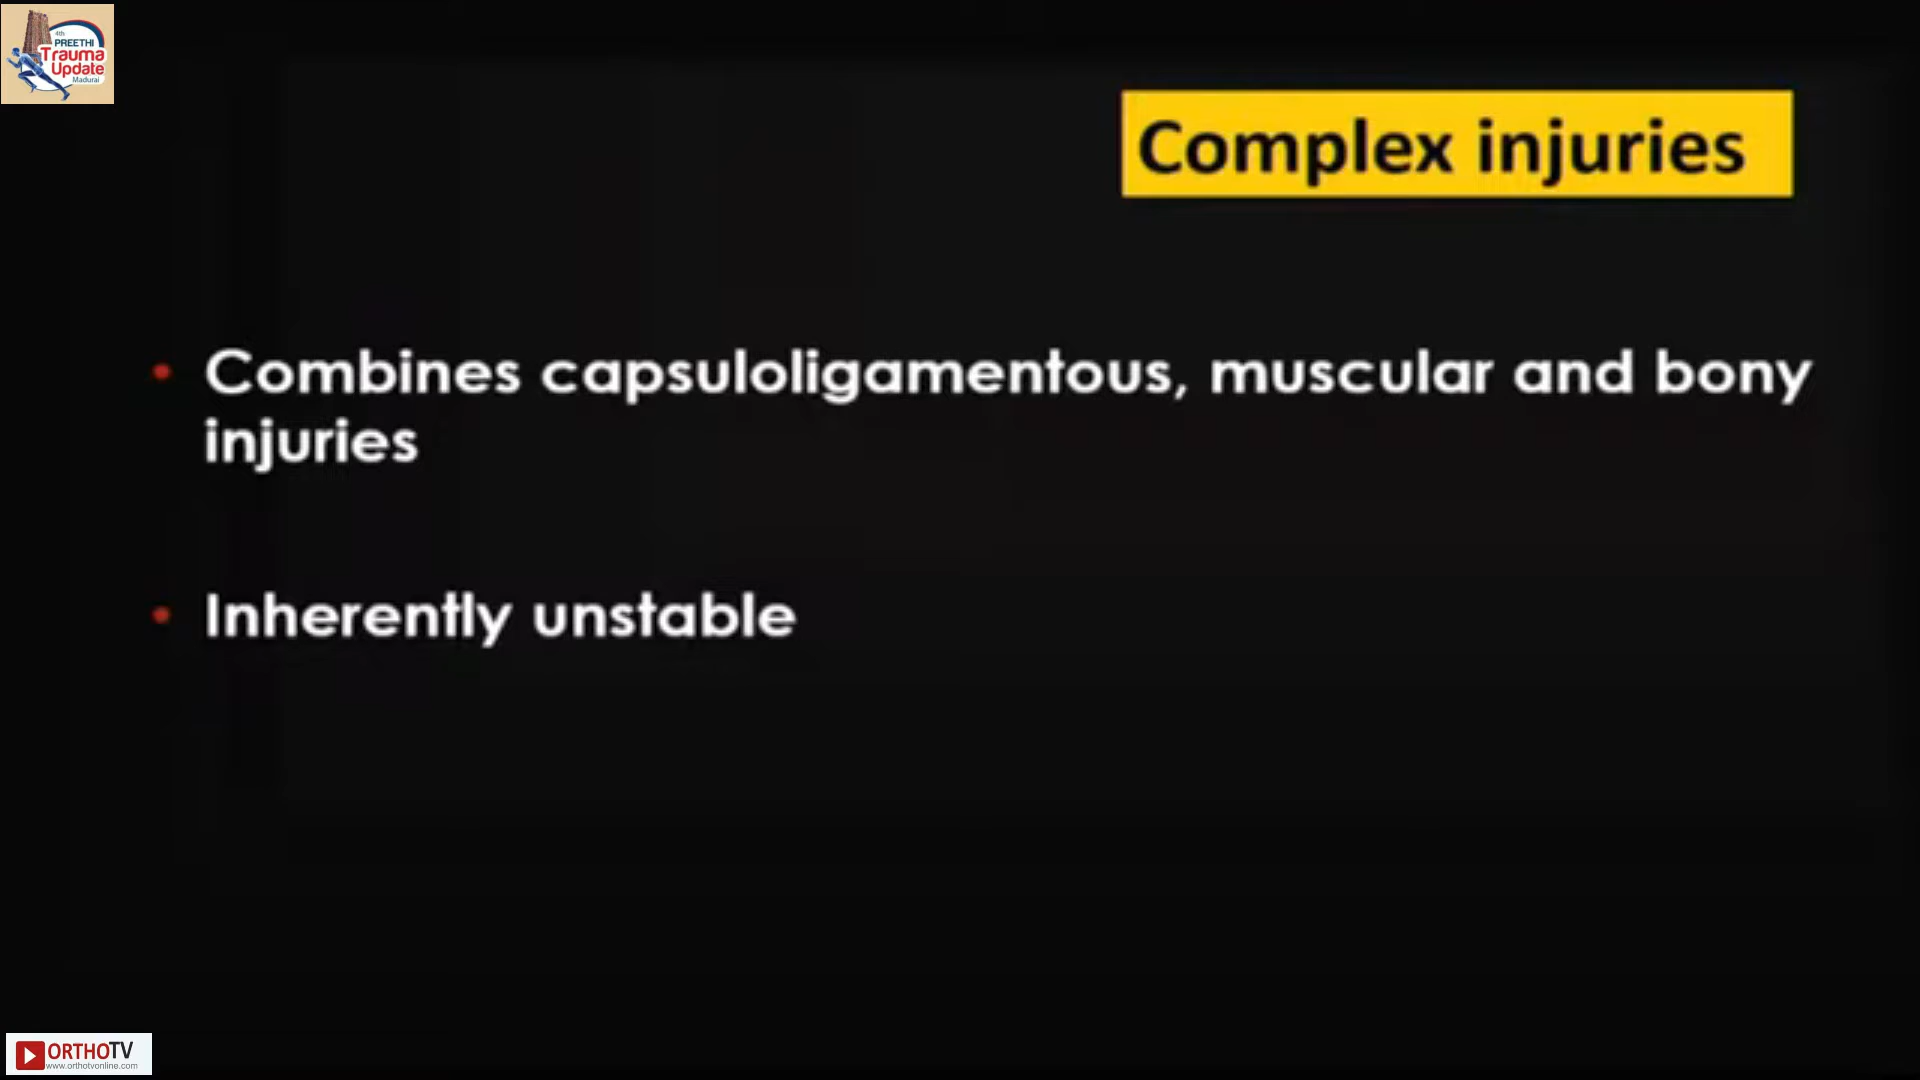 4th
PREETHI
Trauma
Update
Madurai
Complex injuries
• Combines capsuloligamentous, muscular and bony
injuries
• Inherently unstable
ORTHOTV
www.orthotvonline.com